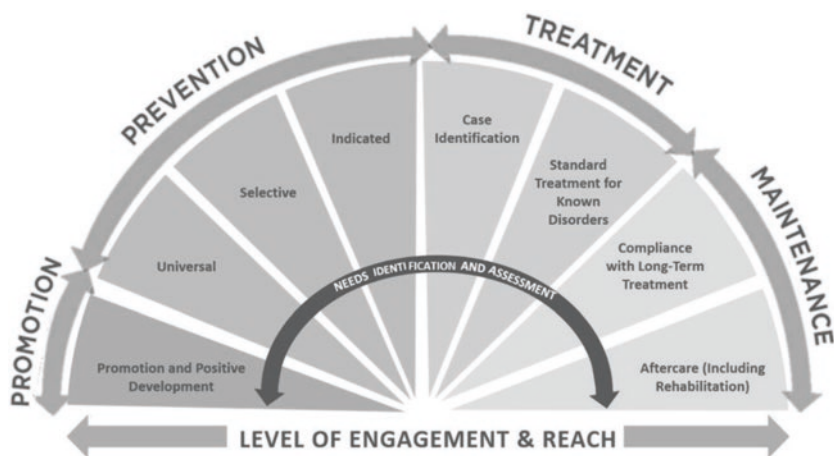 PROMOTION
PREVENTION
TREATMENT
MAINTENANCE
Promotion and Positive
Development
Universal
Selective
Indicated
Case
Identification
Standard
Treatment for
Known
Disorders
Compliance
with Long-Term
Treatment
Aftercare (Including
Rehabilitation)
NEEDS IDENTIFICATION AND ASSESSMENT
LEVEL OF ENGAGEMENT & REACH